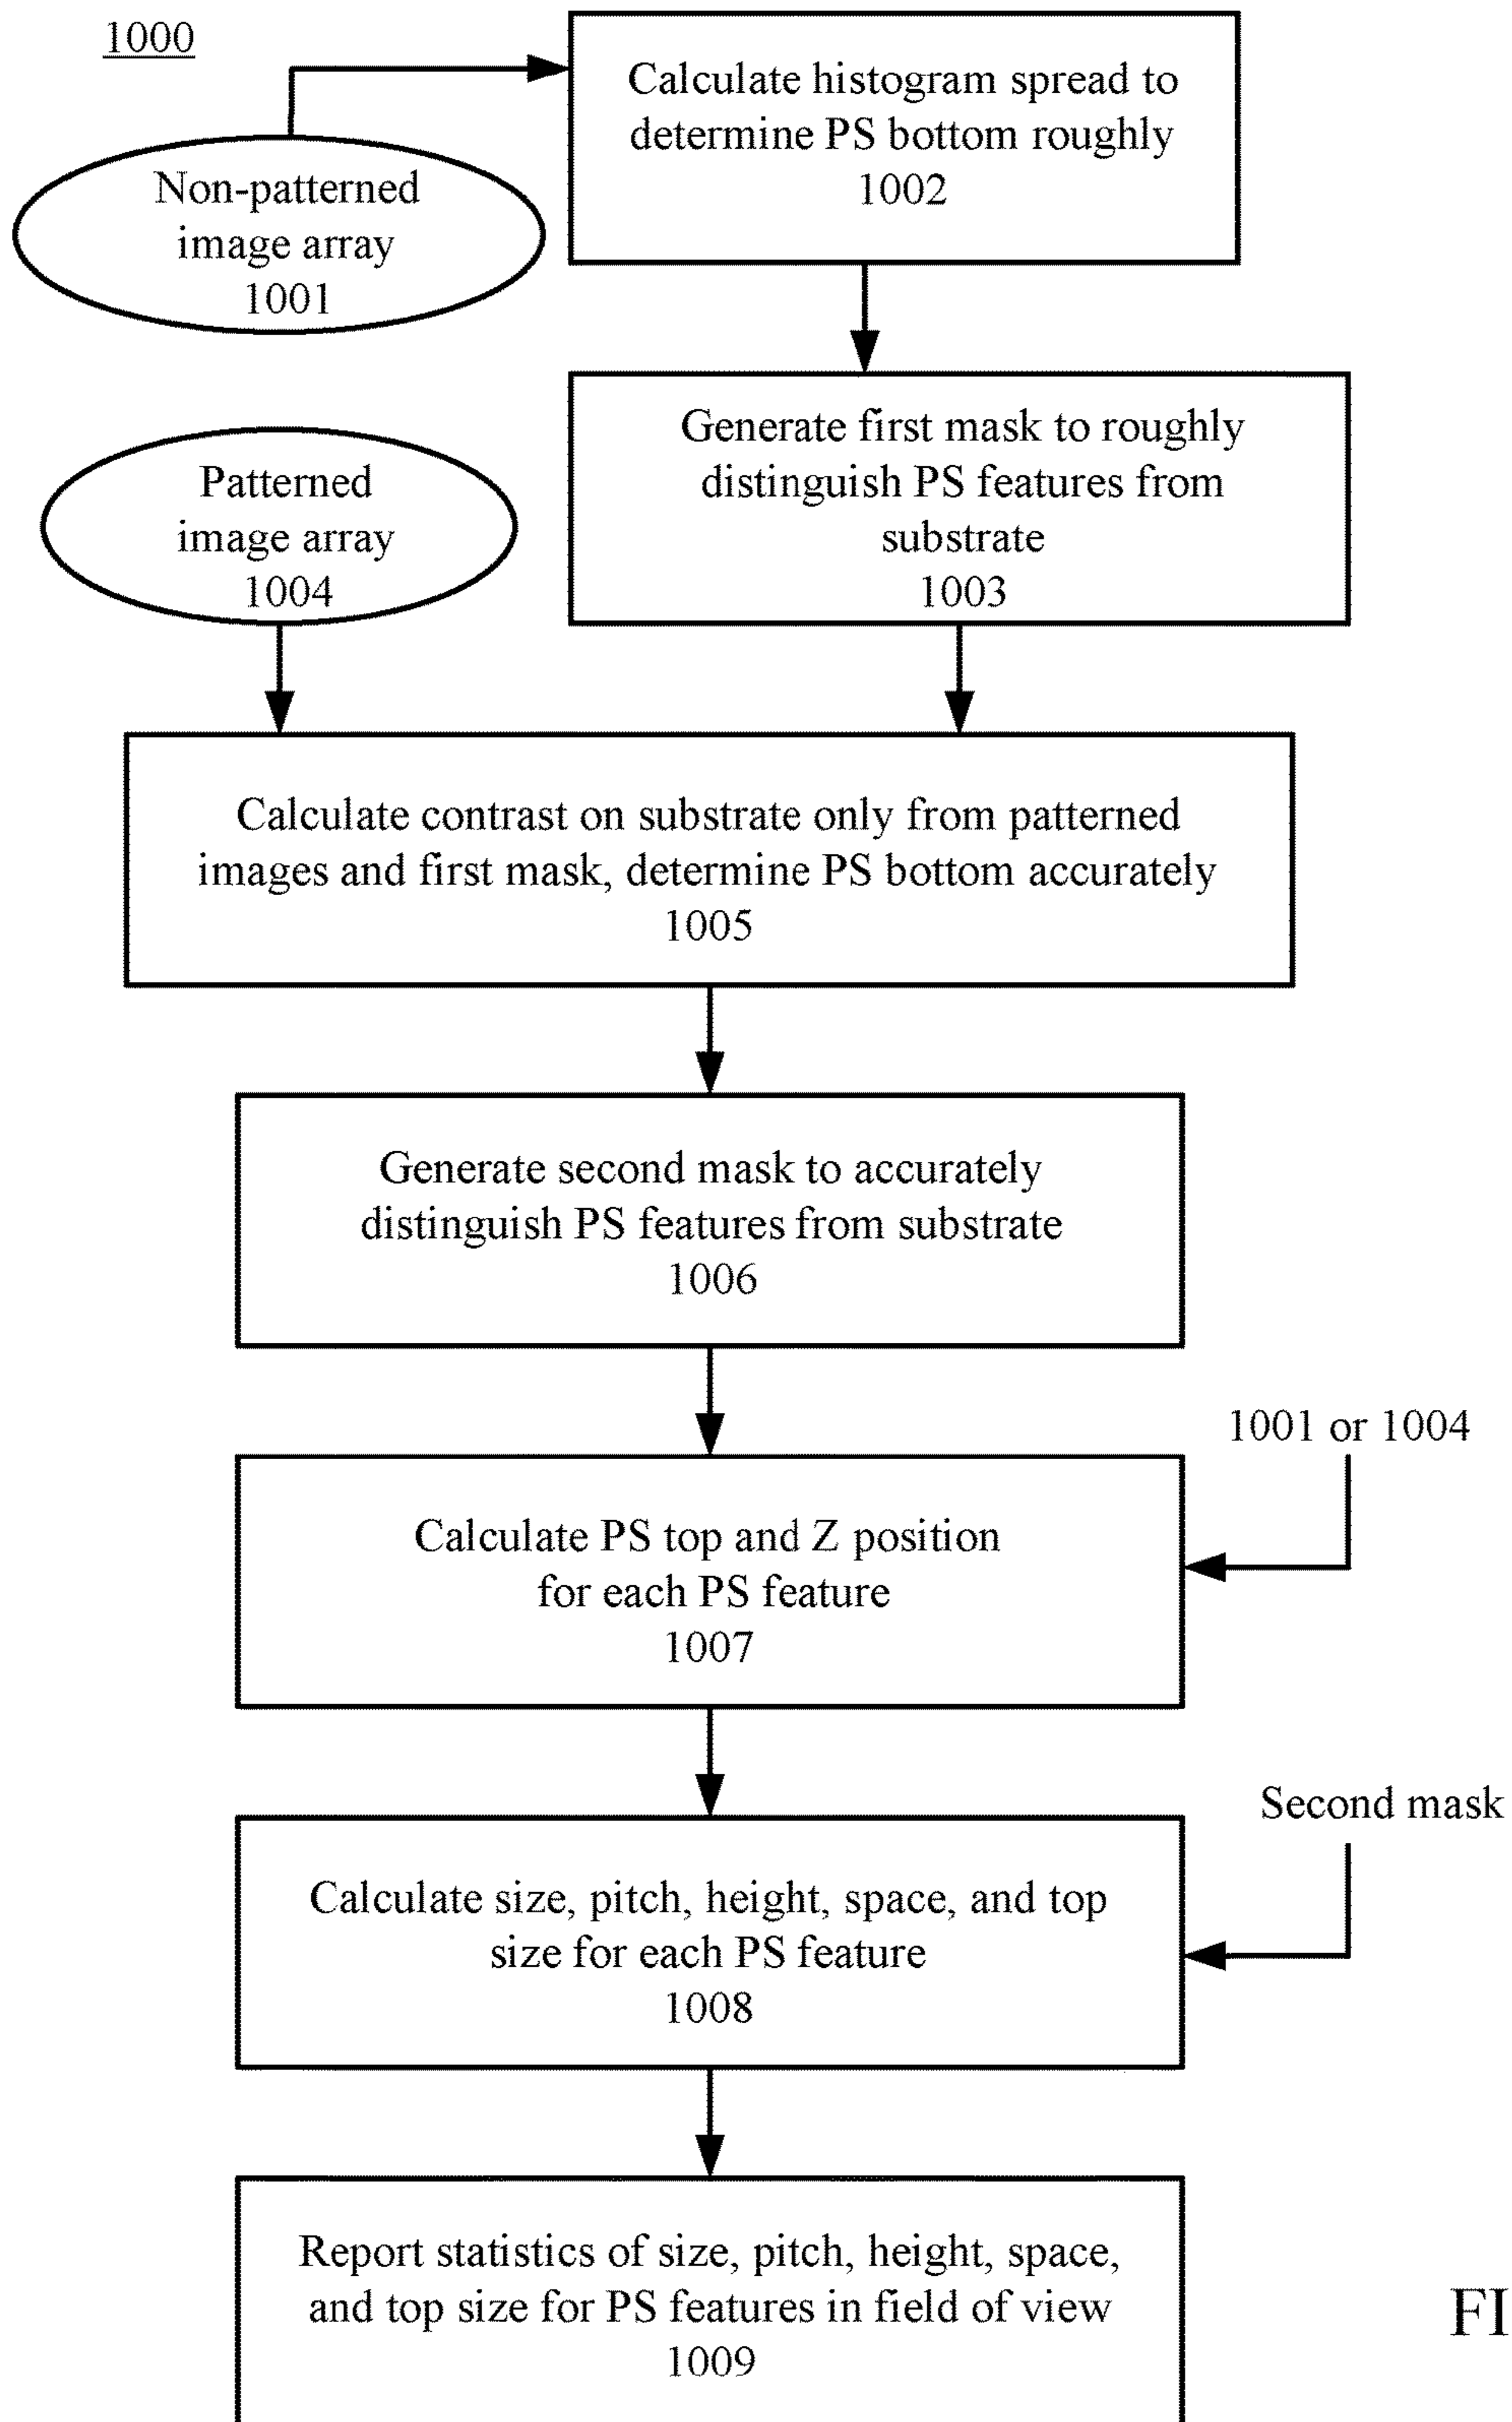 1000
Calculate histogram spread to
determine PS bottom roughly
1002
Non-patterned
image array
1001
Generate first mask to roughly
distinguish PS features from
substrate
1003
Patterned
image array
1004
Calculate contrast on substrate only from patterned
images and first mask, determine PS bottom accurately
1005
Generate second mask to accurately
distinguish PS features from substrate
1006
1001 or 1004
Calculate PS top and Z position
for each PS feature
1007
Second mask
Calculate size, pitch, height, space, and top
size for each PS feature
1008
Report statistics of size, pitch, height, space,
and top size for PS features in field of view
1009
FI